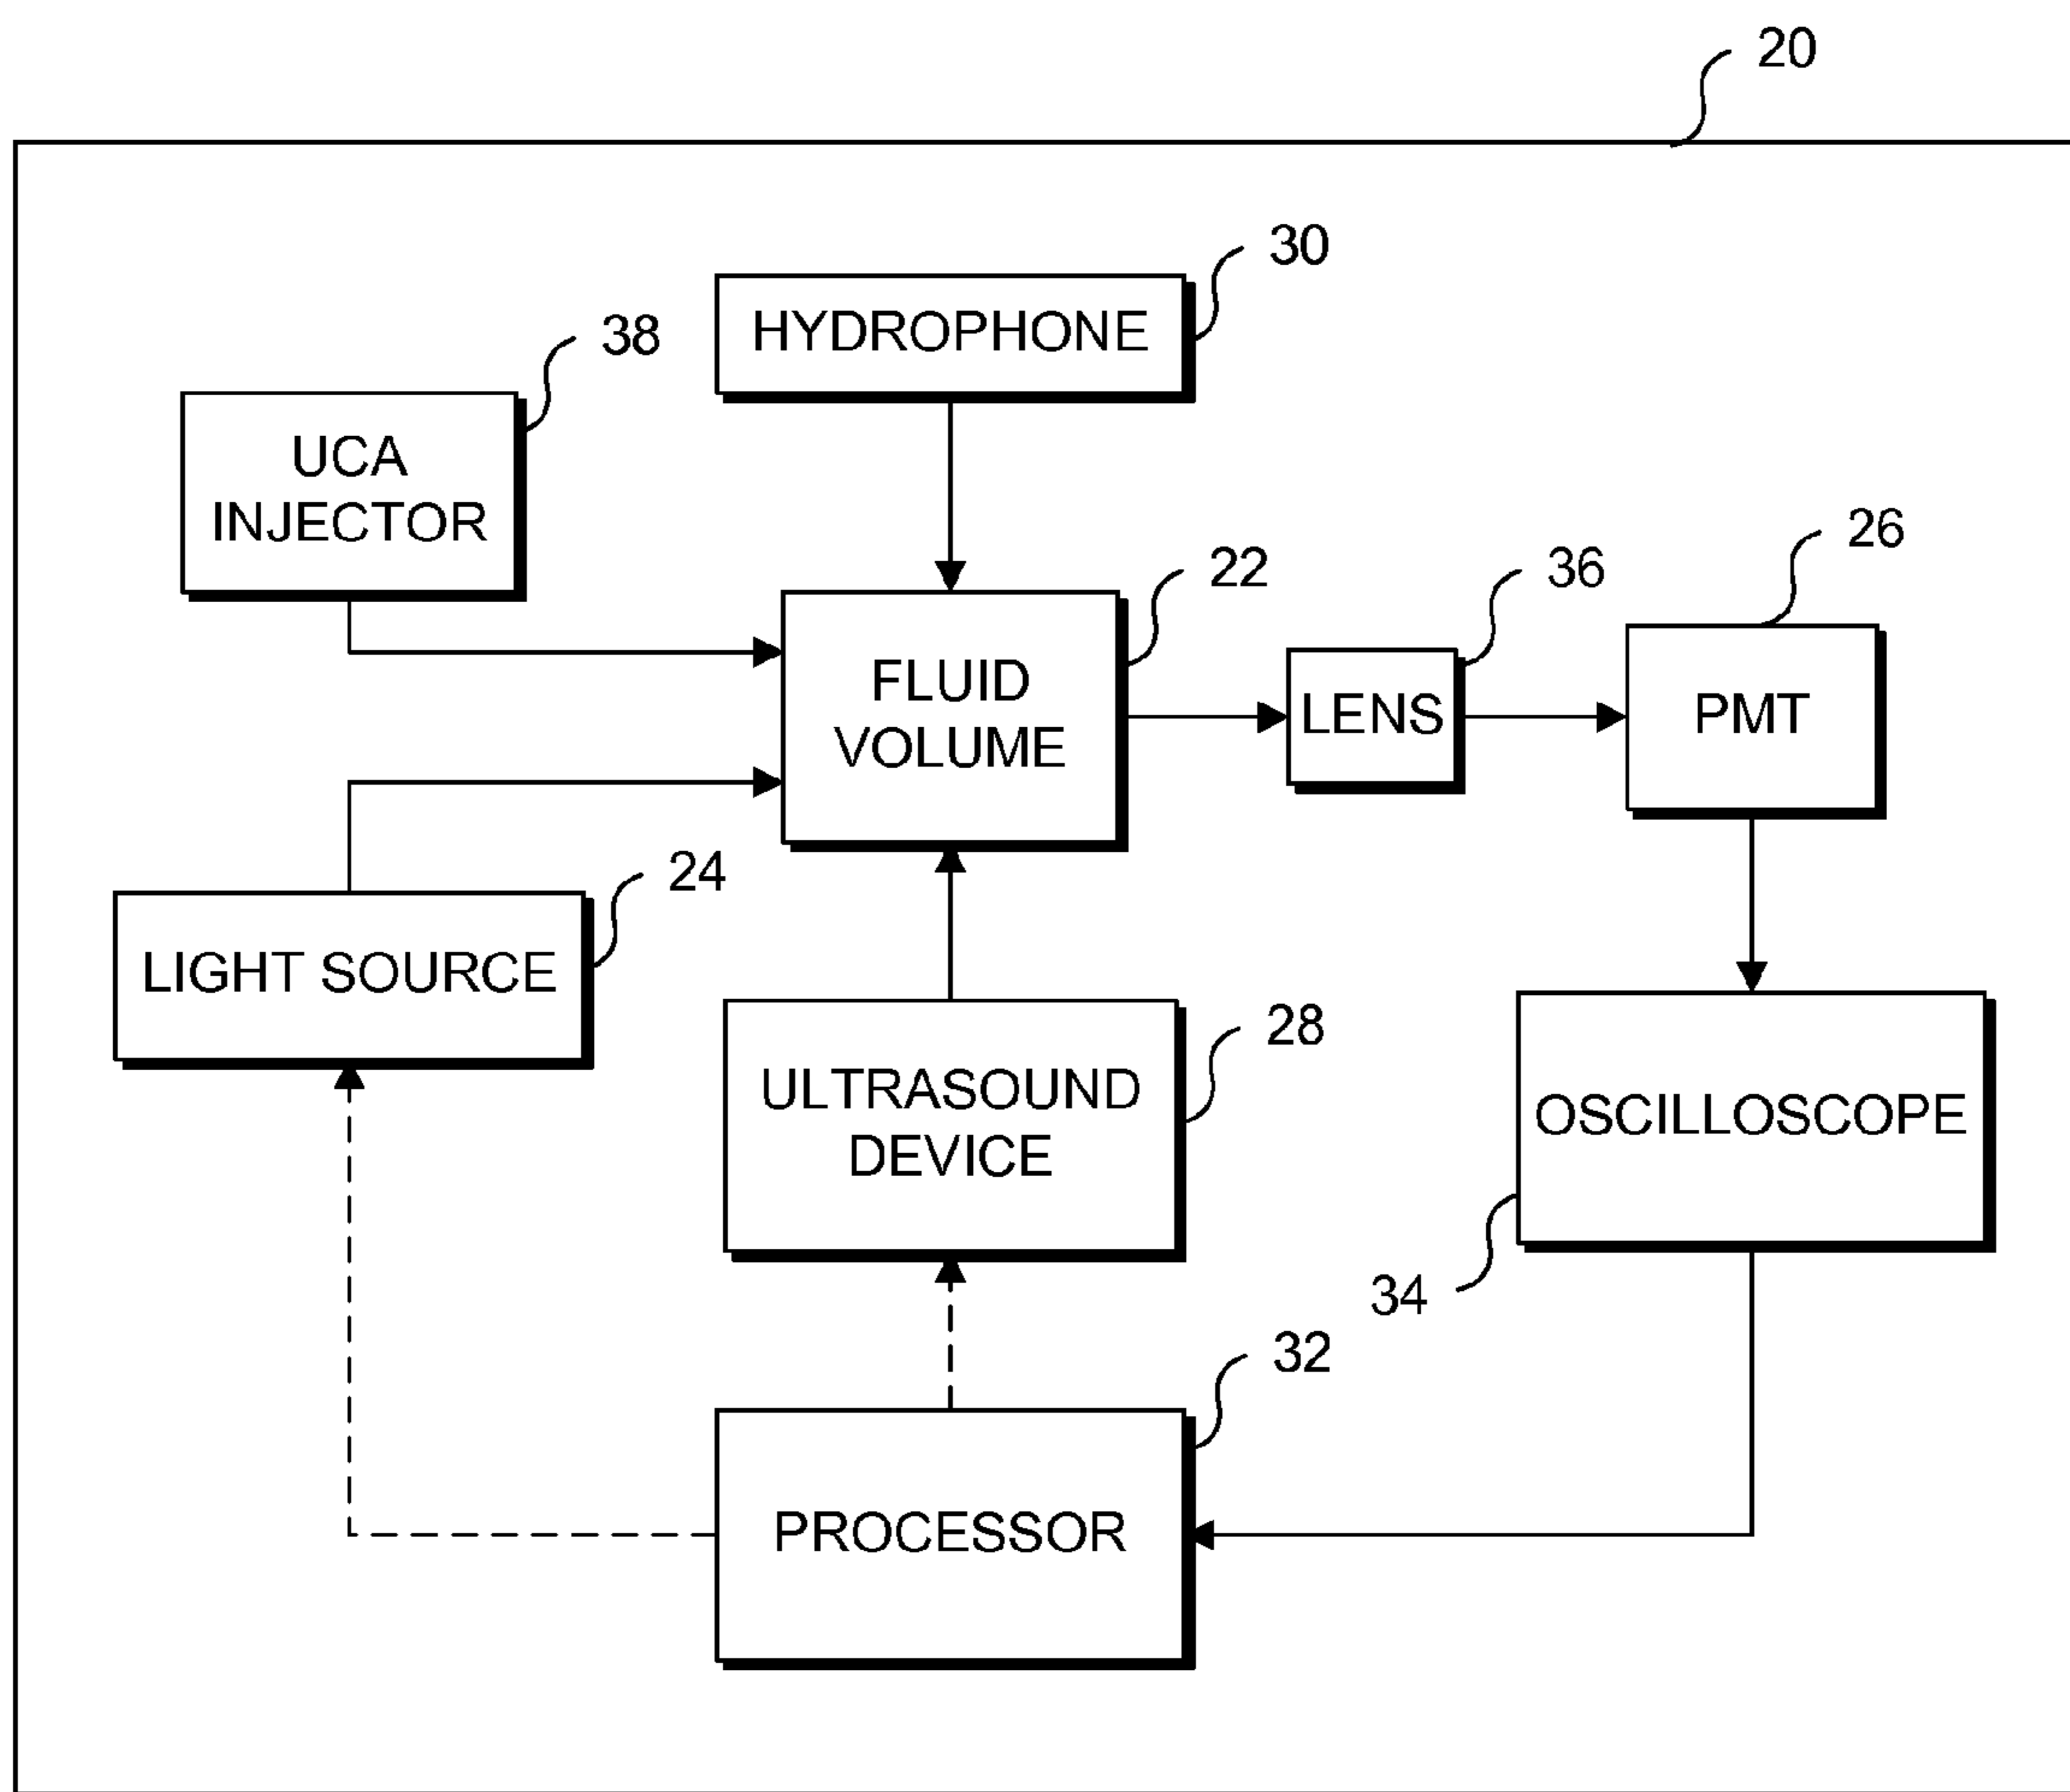 20
30
HYDROPHONE
38
UCA
INJECTOR
26
22
36
FLUID
VOLUME
LENS
PMT
24
LIGHT SOURCE
28
ULTRASOUND
DEVICE
OSCILLOSCOPE
34
32
PROCESSOR